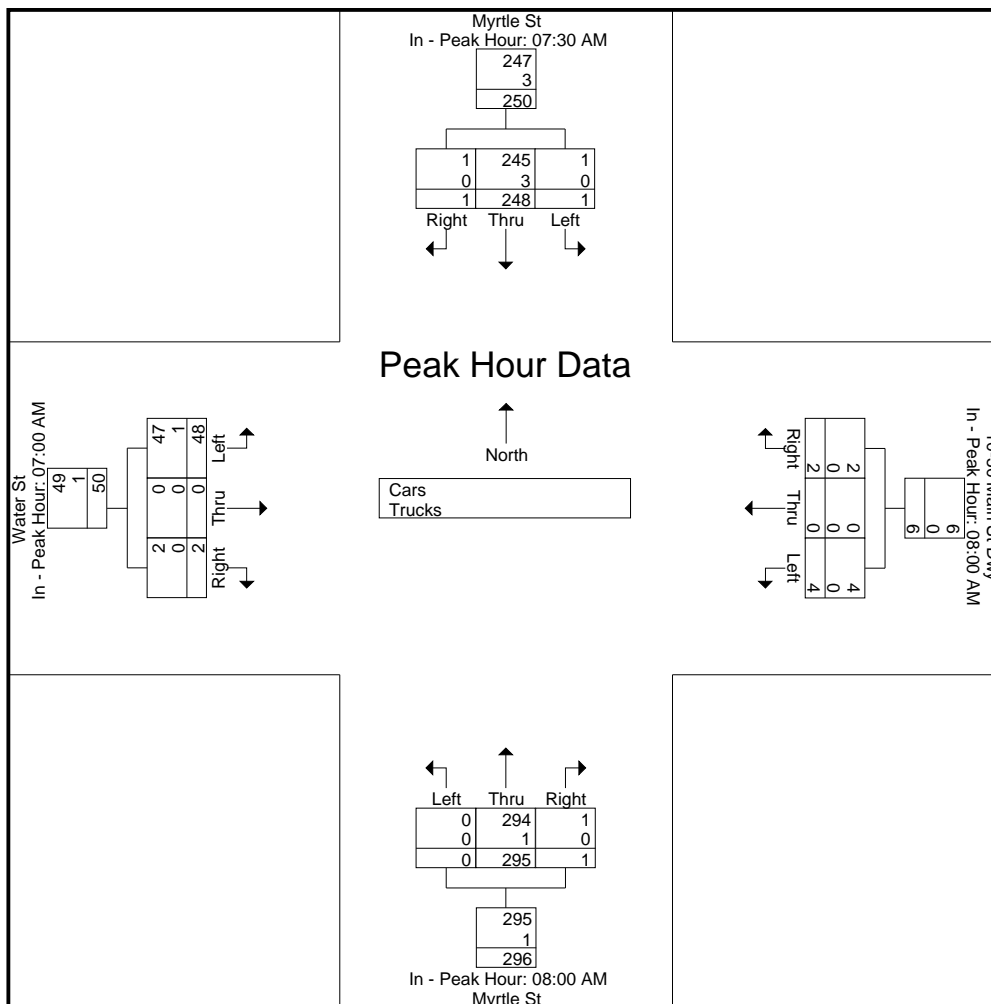 Myrtle St
In - Peak Hour: 07:30 AM
247
3
250
1 245 1
0 3 0
1 248 1
Right Thru Left
Peak Hour Data
North
Cars
Trucks
Water St
In - Peak Hour: 07:00 AM
49
1
50
47 0 2
1 0 0
48 0 2
Left Thru Right
Right Thru Left
2 0 4
0 0 0
2 0 4
6
0
6
In - Peak Hour: 08:00 AM
Main St Dwy
Left Thru Right
0 294 1
0 1 0
0 295 1
295
1
296
In - Peak Hour: 08:00 AM
Myrtle St